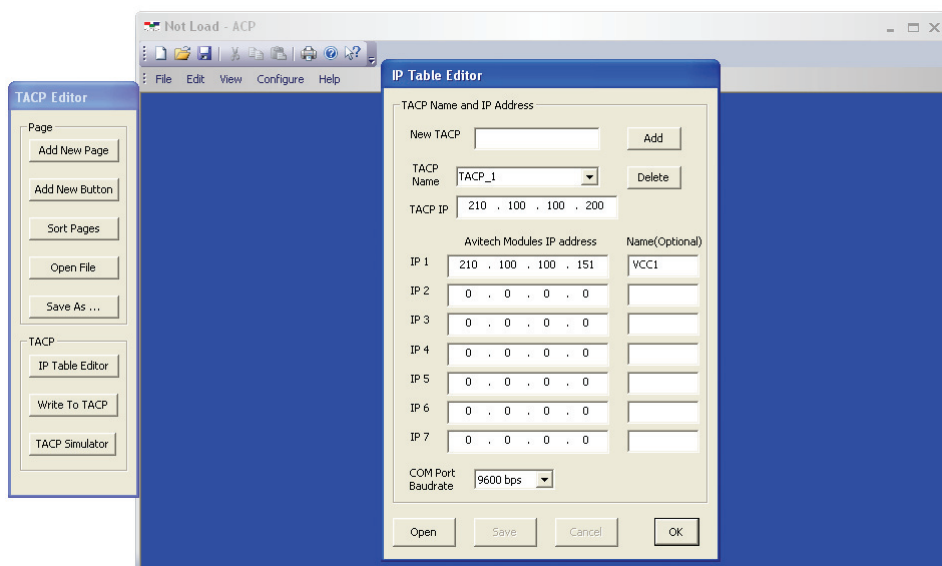 Not Load - ACP
File Edit View Configure Help
TACP Editor
Page
Add New Page
Add New Button
Sort Pages
Open File
Save As ...
TACP
IP Table Editor
Write To TACP
TACP Simulator
IP Table Editor
TACP Name and IP Address
New TACP Add
TACP Name TACP_1 Delete
TACP IP 210 . 100 . 100 . 200
Avitech Modules IP address Name(Optional)
IP 1 210 . 100 . 100 . 151 VCC1
IP 2 0 . 0 . 0 . 0
IP 3 0 . 0 . 0 . 0
IP 4 0 . 0 . 0 . 0
IP 5 0 . 0 . 0 . 0
IP 6 0 . 0 . 0 . 0
IP 7 0 . 0 . 0 . 0
COM Port Baudrate 9600 bps
Open Save Cancel OK